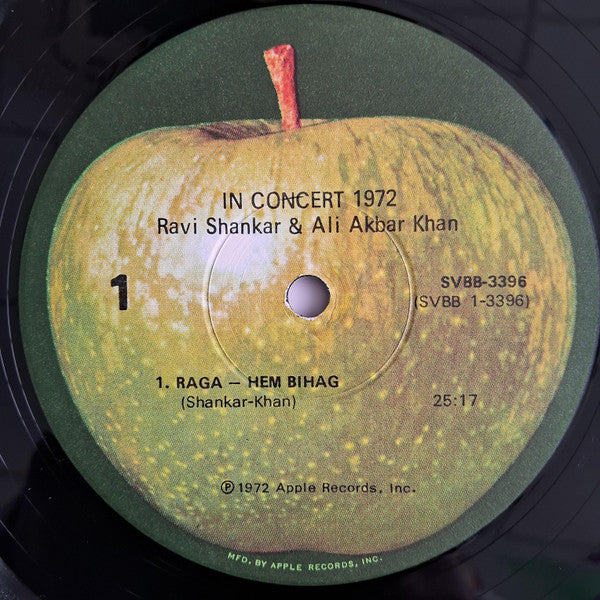 IN CONCERT 1972
Ravi Shankar & Ali Akbar Khan
1
SVBB-3396
(SVBB 1-3396)
1. RAGA – HEM BIHAG
(Shankar-Khan) 25:17
℗ 1972 Apple Records, Inc.
MFD. BY APPLE RECORDS, INC.